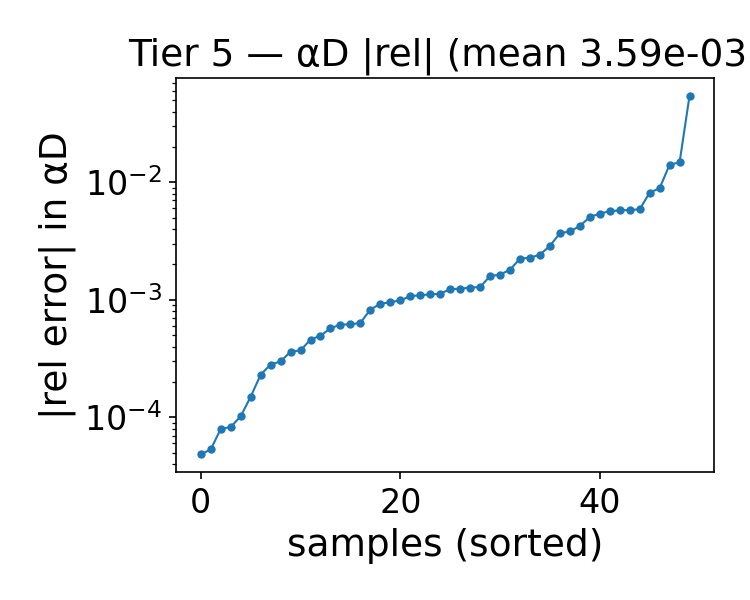 Tier 5 — αD |rel| (mean 3.59e-03
|rel error| in αD
10⁻²
10⁻³
10⁻⁴
0 20 40
samples (sorted)